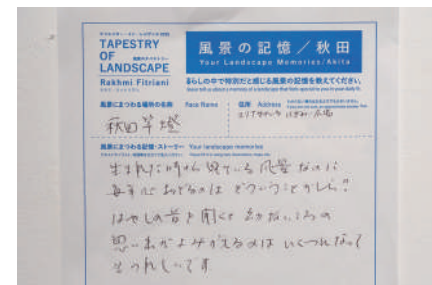 TAPESTRY
OF
LANDSCAPE
Rakhmi Fitriani
風景の記憶／秋田
Your Landscape Memories/Akita
暮らしの中で特別だと感じる風景の記憶を教えてください。
風景にまつわる場所の名称 Place Name
住所 Address
秋田竿燈
風景にまつわる記憶・ストーリー Your landscape memories
生まれた時から見ている風景なのに
毎年心おどるのは どういうことかしら？
はやしの音を聞くと 幼ないころの
思い出がよみがえるのは いくつになって
もうれしいです